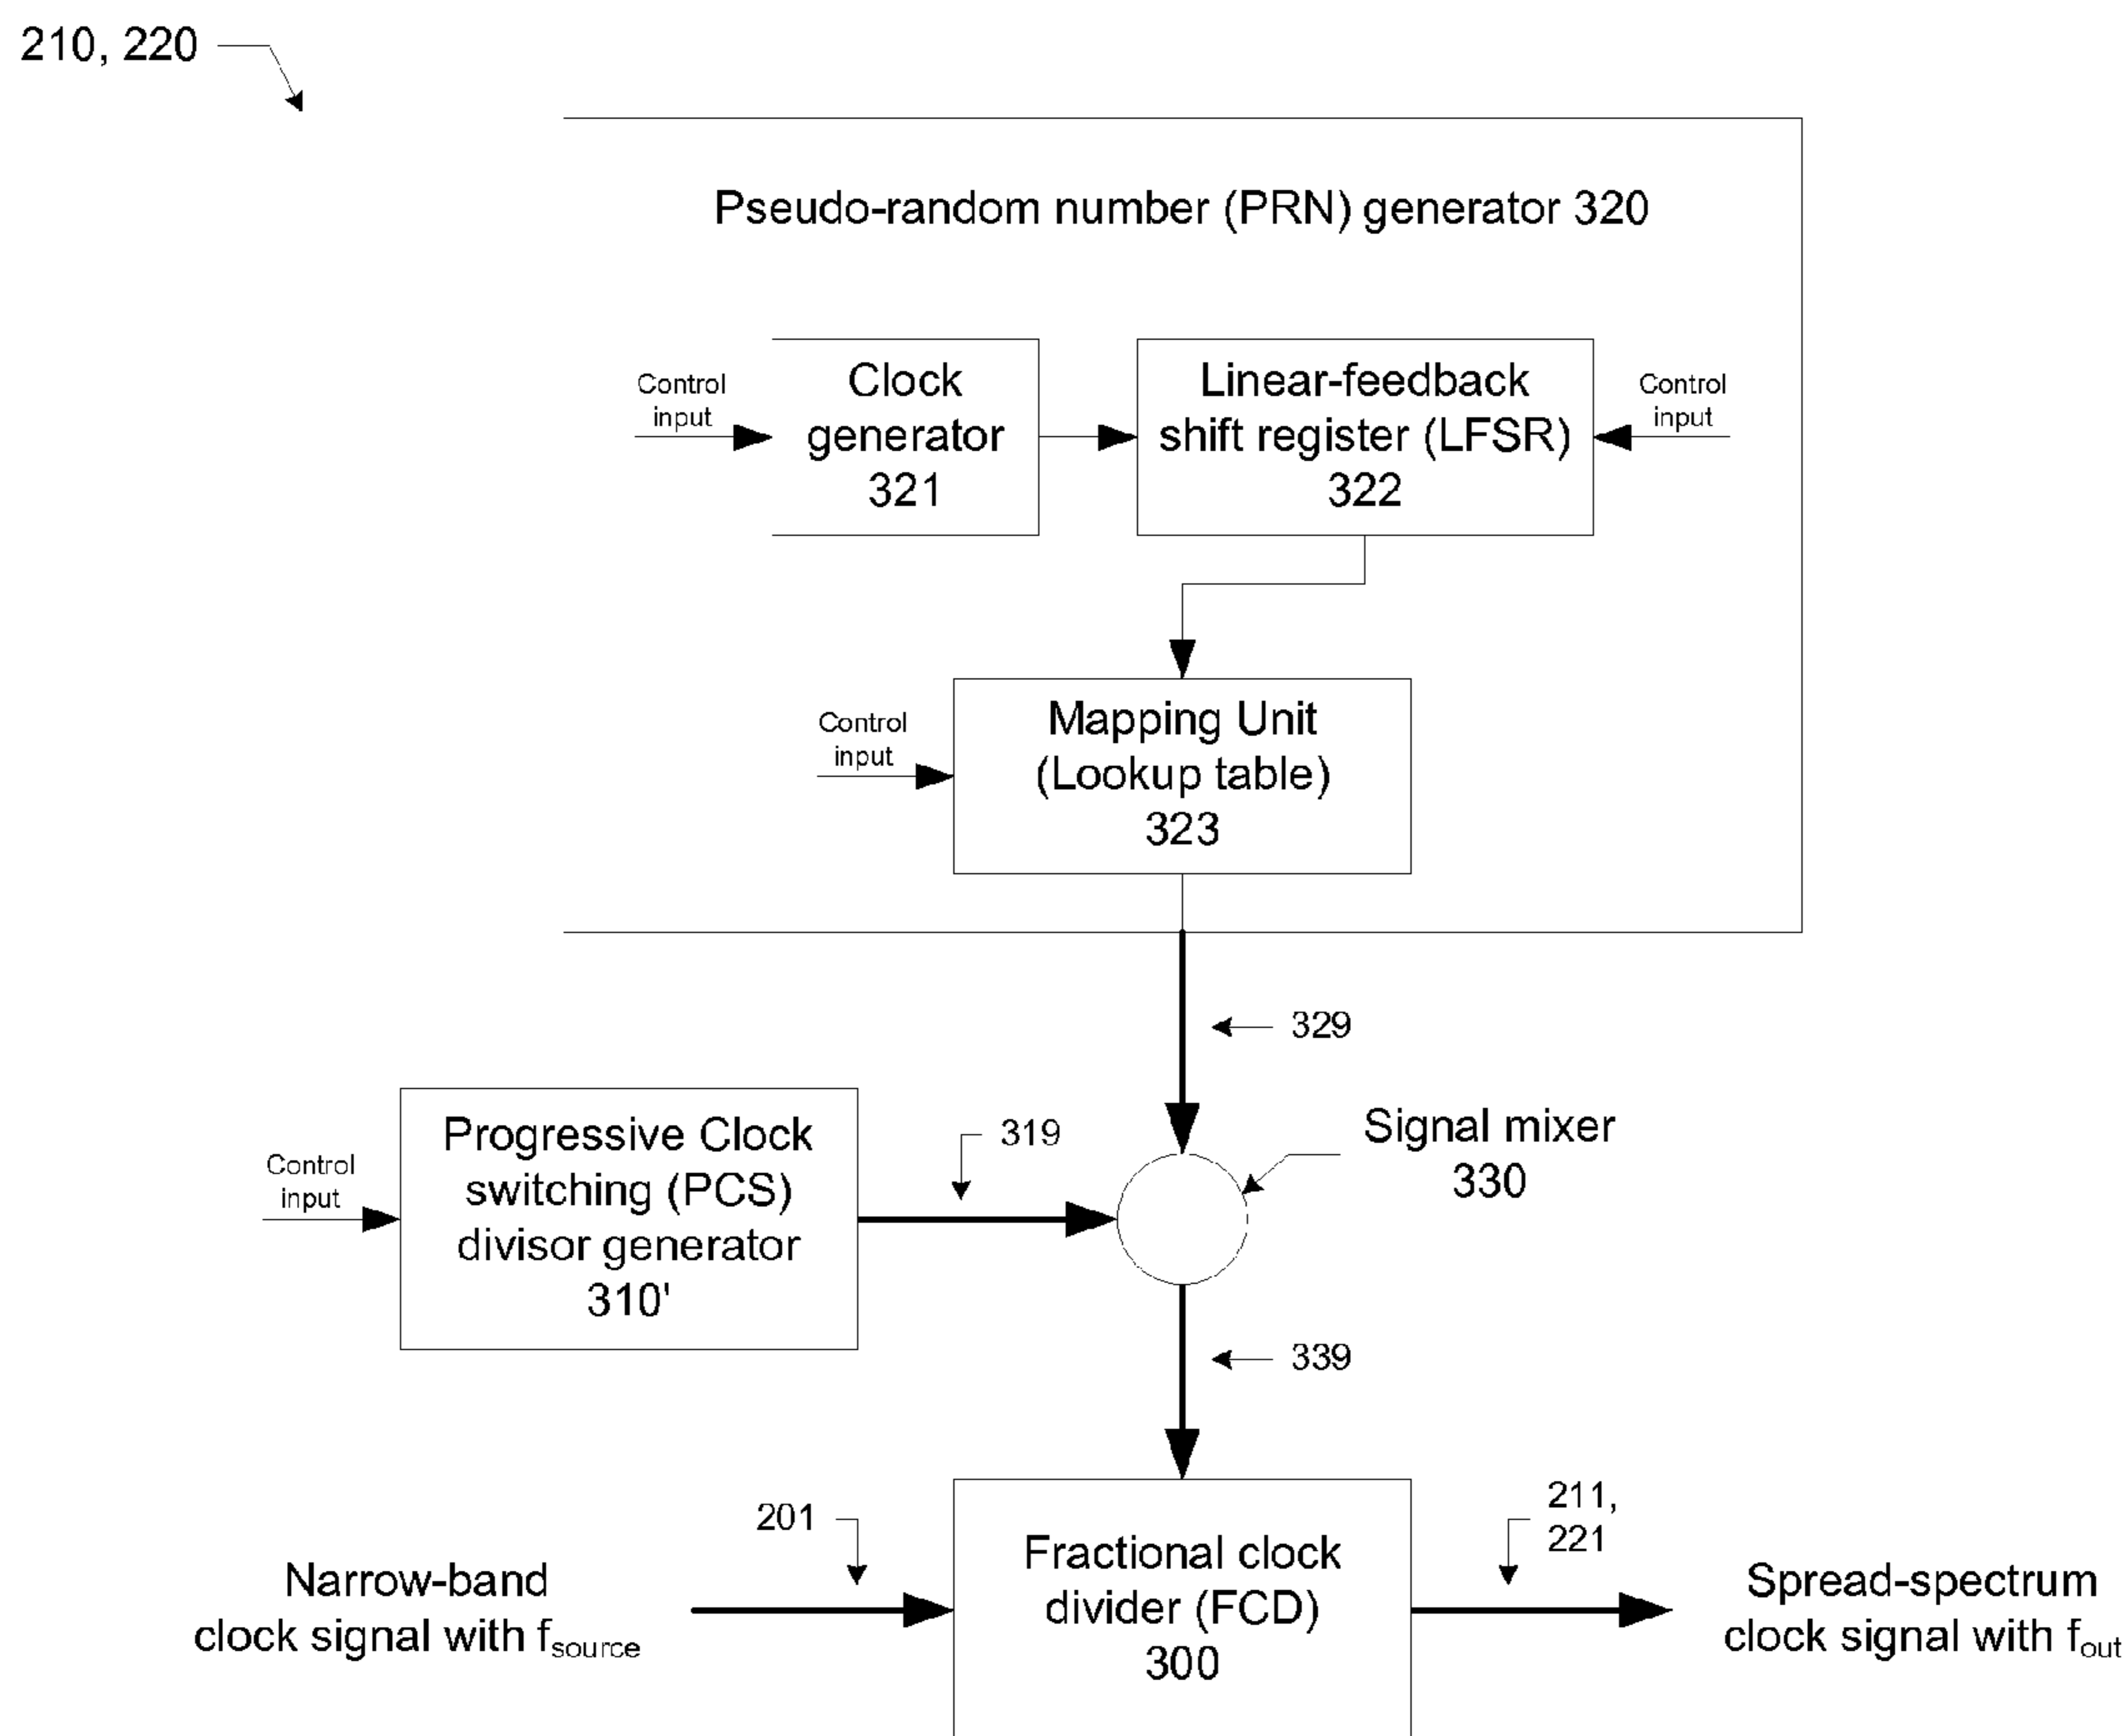 210, 220
Pseudo-random number (PRN) generator 320
Control
input
Clock
generator
321
Linear-feedback
shift register (LFSR)
322
Control
input
Control
input
Mapping Unit
(Lookup table)
323
329
Control
input
Progressive Clock
switching (PCS)
divisor generator
310'
319
Signal mixer
330
339
Narrow-band
clock signal with fsource
201
Fractional clock
divider (FCD)
300
211,
221
Spread-spectrum
clock signal with fout